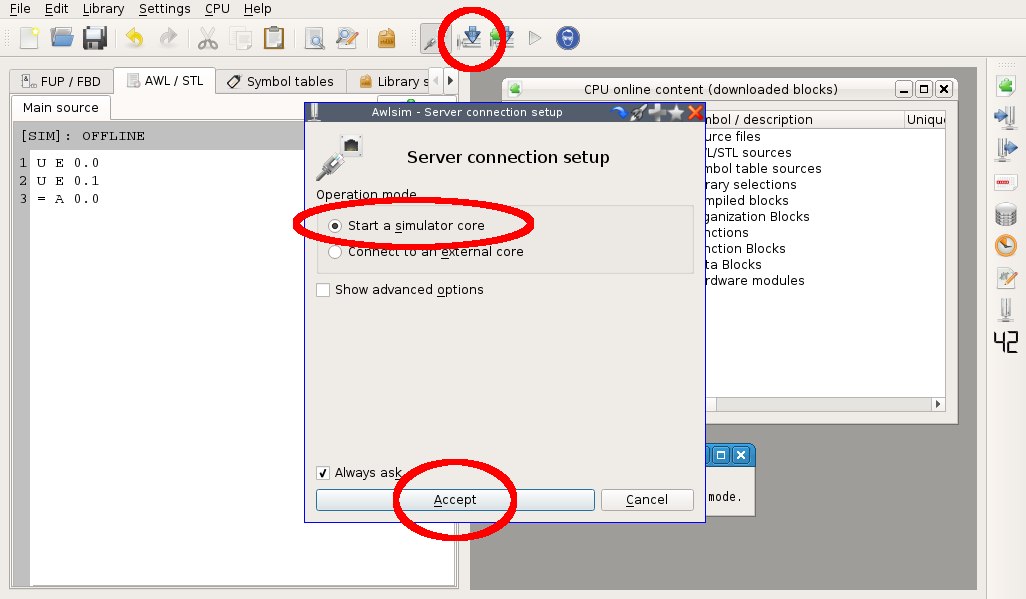 File Edit Library Settings CPU Help
FUP / FBD AWL / STL Symbol tables Library s
Main source
[SIM]: OFFLINE
1 U E 0.0
2 U E 0.1
3 = A 0.0
CPU online content (downloaded blocks)
mbol / description Uniqu
urce files
/L/STL sources
mbol table sources
rary selections
mpiled blocks
ganization Blocks
nctions
nction Blocks
ta Blocks
rdware modules
Awlsim - Server connection setup
Server connection setup
Operation mode
Start a simulator core
Connect to an external core
Show advanced options
Always ask
Accept Cancel
mode.
42